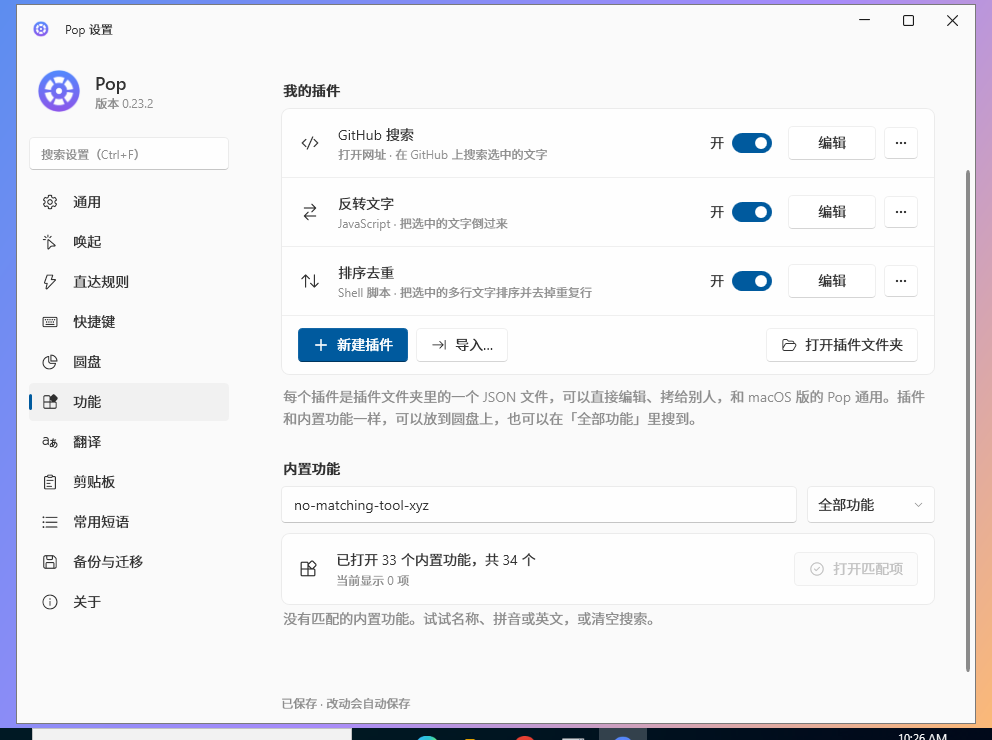 Pop 设置
Pop
版本 0.23.2
搜索设置（Ctrl+F）
通用
唤起
直达规则
快捷键
圆盘
功能
翻译
剪贴板
常用短语
备份与迁移
关于
我的插件
GitHub 搜索
打开网址 · 在 GitHub 上搜索选中的文字
开
编辑
...
反转文字
JavaScript · 把选中的文字倒过来
开
编辑
...
排序去重
Shell 脚本 · 把选中的多行文字排序并去掉重复行
开
编辑
...
新建插件
导入...
打开插件文件夹
每个插件是插件文件夹里的一个 JSON 文件，可以直接编辑、拷给别人，和 macOS 版的 Pop 通用。插件
和内置功能一样，可以放到圆盘上，也可以在「全部功能」里搜到。
内置功能
no-matching-tool-xyz
全部功能
已打开 33 个内置功能，共 34 个
当前显示 0 项
打开匹配项
没有匹配的内置功能。试试名称、拼音或英文，或清空搜索。
已保存 · 改动会自动保存
10:26 AM